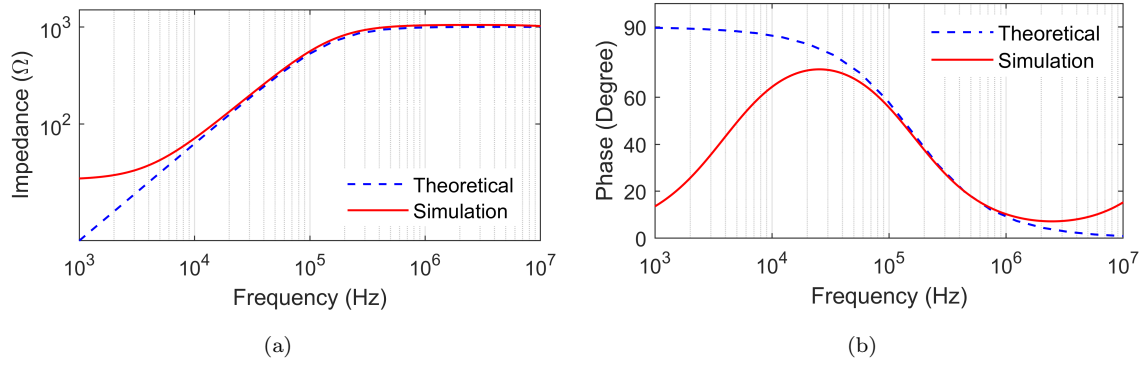 Impedance (Ω)
10³
10²
Theoretical
Simulation
10³ 10⁴ 10⁵ 10⁶ 10⁷
Frequency (Hz)
(a)
Phase (Degree)
90
60
40
20
0
Theoretical
Simulation
10³ 10⁴ 10⁵ 10⁶ 10⁷
Frequency (Hz)
(b)